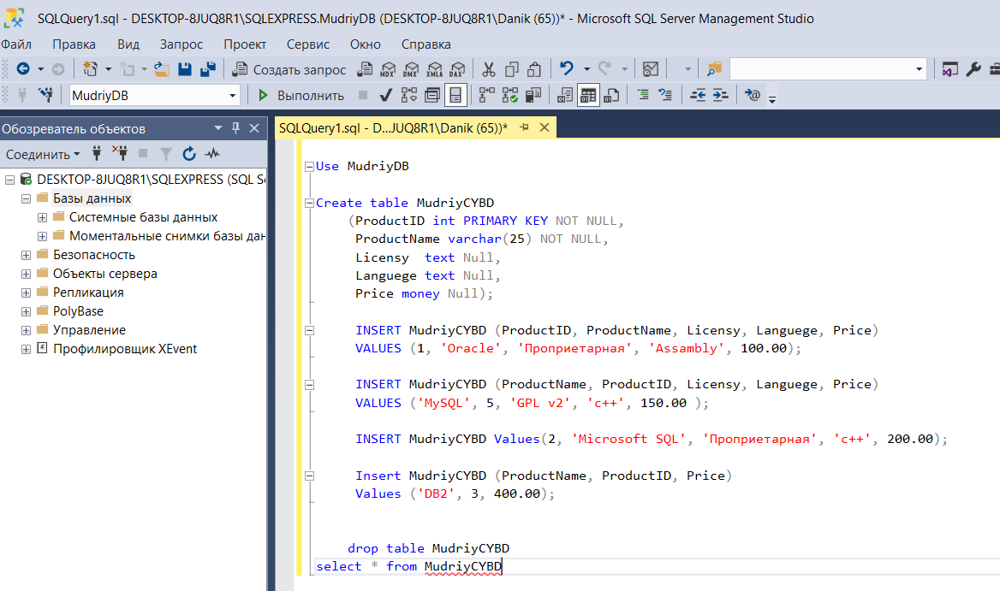 SQLQuery1.sql - DESKTOP-8JUQ8R1\SQLEXPRESS.MudriyDB (DESKTOP-8JUQ8R1\Danik (65))* - Microsoft SQL Server Management Studio
Файл Правка Вид Запрос Проект Сервис Окно Справка
Создать запрос MDX DMX XMLA DAX
MudriyDB Выполнить
Обозреватель объектов
SQLQuery1.sql - D...JUQ8R1\Danik (65))*
Соединить
DESKTOP-8JUQ8R1\SQLEXPRESS (SQL S
Базы данных
Системные базы данных
Моментальные снимки базы дан
Безопасность
Объекты сервера
Репликация
PolyBase
Управление
Профилировщик XEvent
Use MudriyDB
Create table MudriyCYBD
(ProductID int PRIMARY KEY NOT NULL,
ProductName varchar(25) NOT NULL,
Licensy text Null,
Languege text Null,
Price money Null);
INSERT MudriyCYBD (ProductID, ProductName, Licensy, Languege, Price)
VALUES (1, 'Oracle', 'Проприетарная', 'Assambly', 100.00);
INSERT MudriyCYBD (ProductName, ProductID, Licensy, Languege, Price)
VALUES ('MySQL', 5, 'GPL v2', 'c++', 150.00 );
INSERT MudriyCYBD Values(2, 'Microsoft SQL', 'Проприетарная', 'c++', 200.00);
Insert MudriyCYBD (ProductName, ProductID, Price)
Values ('DB2', 3, 400.00);
drop table MudriyCYBD
select * from MudriyCYBD